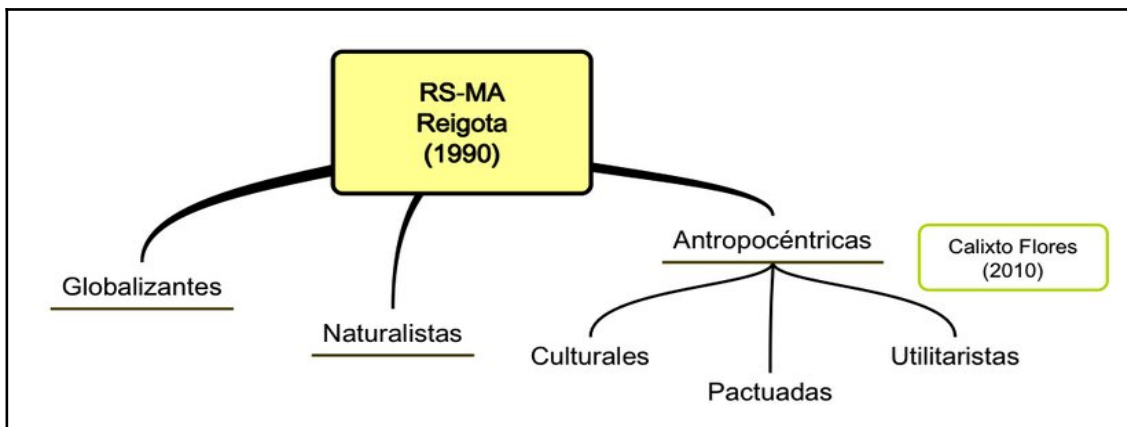 RS-MA
Reigota
(1990)
Globalizantes
Naturalistas
Antropocéntricas
Calixto Flores
(2010)
Culturales
Pactuadas
Utilitaristas